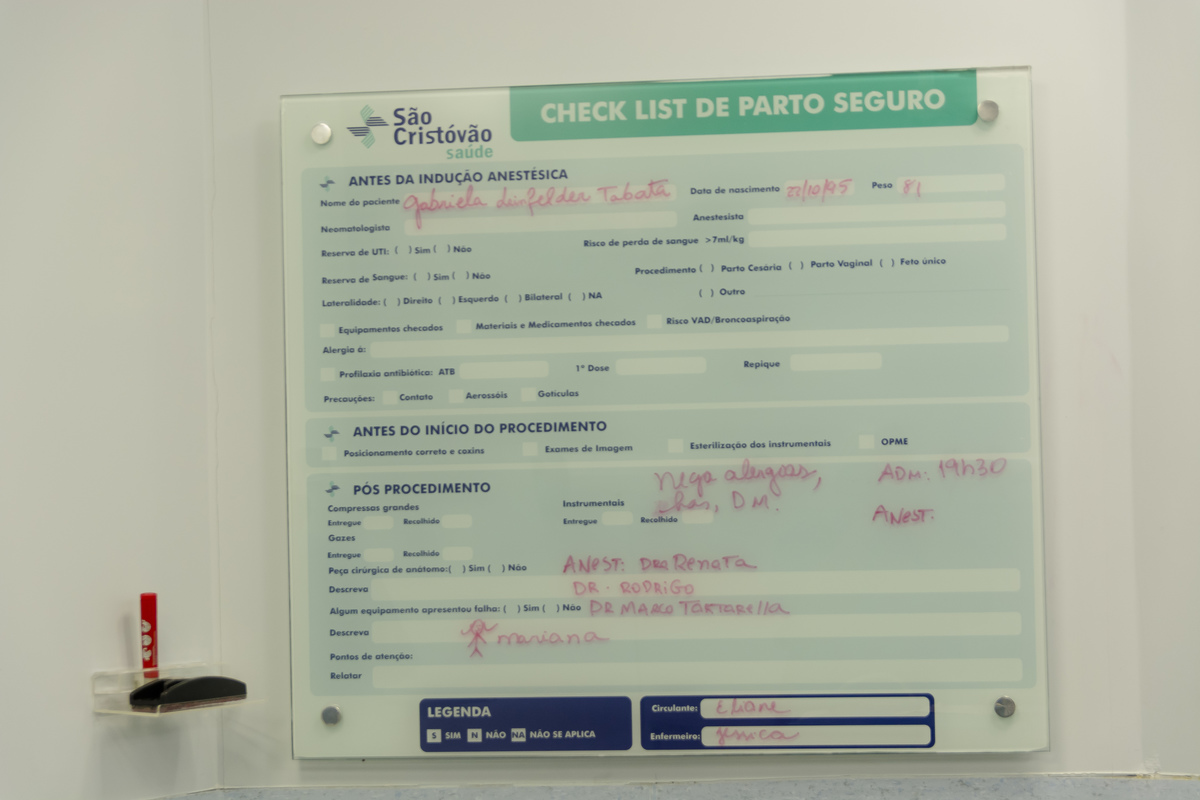 São
Cristóvão
saúde
CHECK LIST DE PARTO SEGURO
ANTES DA INDUÇÃO ANESTÉSICA
Nome do paciente Gabriela Tabata Data de nascimento 22/10/95 Peso 81
Neomatologista Anestesista
Reserva de UTI: ( ) Sim ( ) Não Risco de perda de sangue >7ml/kg
Reserva de Sangue: ( ) Sim ( ) Não Procedimento ( ) Parto Cesária ( ) Parto Vaginal ( ) Feto único
Lateralidade: ( ) Direito ( ) Esquerdo ( ) Bilateral ( ) NA ( ) Outro
Equipamentos checados Materiais e Medicamentos checados Risco VAD/Broncoaspiração
Alergia á:
Profilaxia antibiótica: ATB 1ª Dose Repique
Precauções: Contato Aerossóis Gotículas
ANTES DO INÍCIO DO PROCEDIMENTO
Posicionamento correto e coxins Exames de Imagem Esterilização dos instrumentais OPME
PÓS PROCEDIMENTO
Nega alergias, ADM: 19h30
Compressas grandes Instrumentais
DM. ANEST.
Entregue Recolhido Entregue Recolhido
Gazes
Entregue Recolhido
Peça cirúrgica de anátomo: ( ) Sim ( ) Não ANEST: DRA RENATA
Descreva DR. RODRIGO
Algum equipamento apresentou falha: ( ) Sim ( ) Não DR MARCO TARTARELLA
Descreva mariana
Pontos de atenção:
Relatar
LEGENDA
S SIM N NÃO NA NÃO SE APLICA
Circulante: Eliane
Enfermeiro: Jéssica